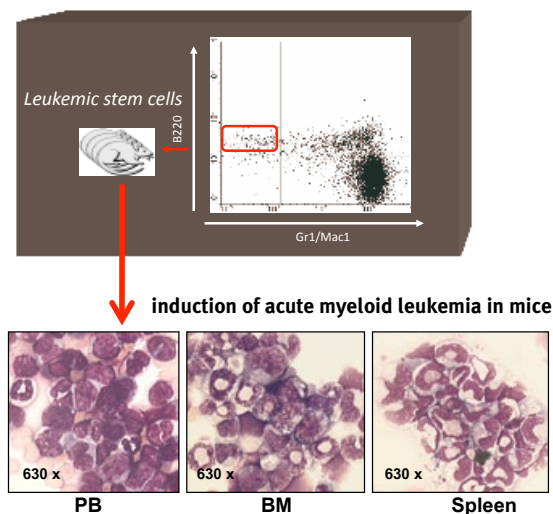 Leukemic stem cells
B220
Gr1/Mac1
induction of acute myeloid leukemia in mice
630 x
630 x
630 x
PB
BM
Spleen